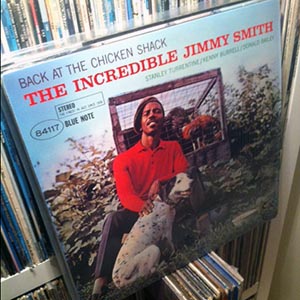 BACK AT THE CHICKEN SHACK
THE INCREDIBLE JIMMY SMITH
STANLEY TURRENTINE/KENNY BURRELL/DONALD BAILEY
STEREO
84117
BLUE NOTE